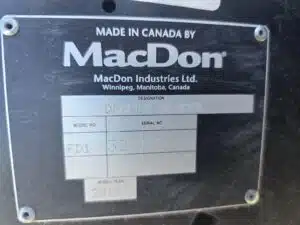 MADE IN CANADA BY
MacDon®
MacDon Industries Ltd.
Winnipeg, Manitoba, Canada
DESIGNATION
MODEL NO.
SERIAL NO.
FD1
MODEL YEAR